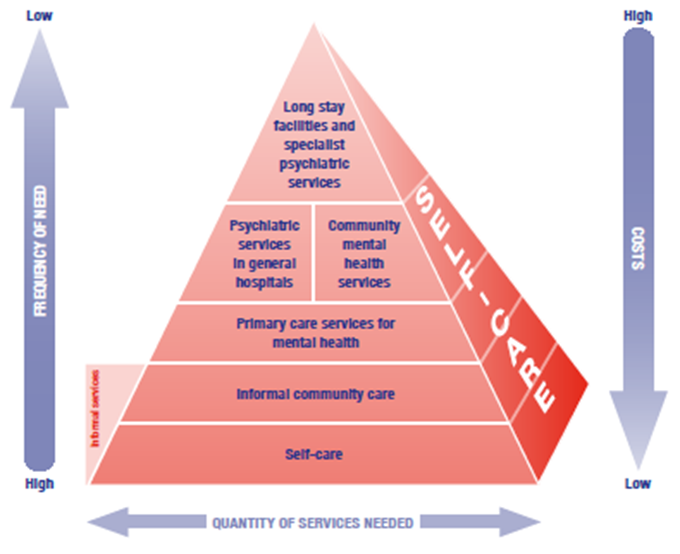 Low
High
Long stay
facilities and
specialist
psychiatric
services
Psychiatric
services
in general
hospitals
Community
mental
health
services
SELF-CARE
FREQUENCY OF NEED
COSTS
Primary care services for
mental health
Informal services
Informal community care
Self-care
High
Low
QUANTITY OF SERVICES NEEDED